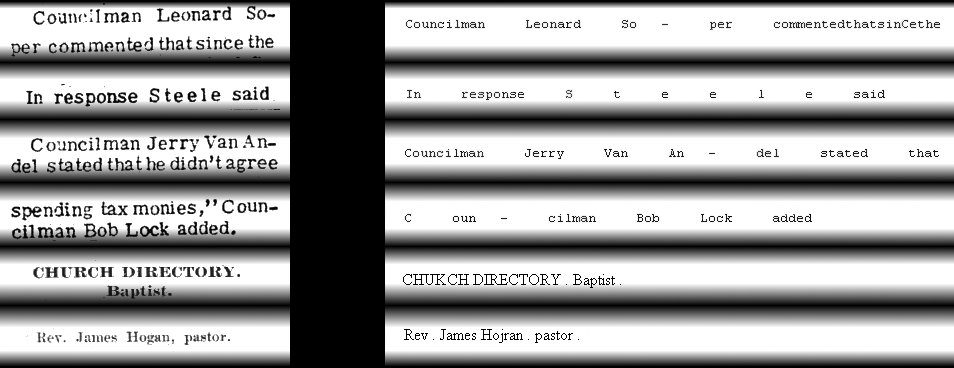 Councilman Leonard So-
per commented that since the
Councilman Leonard So - per commentedthatsinCethe
In response Steele said
In response S t e e l e said
Councilman Jerry Van An-
del stated that he didn't agree
Councilman Jerry Van An - del stated that
spending tax monies," Coun-
cilman Bob Lock added.
C oun - cilman Bob Lock added
CHURCH DIRECTORY.
Baptist.
CHUKCH DIRECTORY . Baptist .
Rev. James Hogan, pastor.
Rev . James Hojran . pastor .